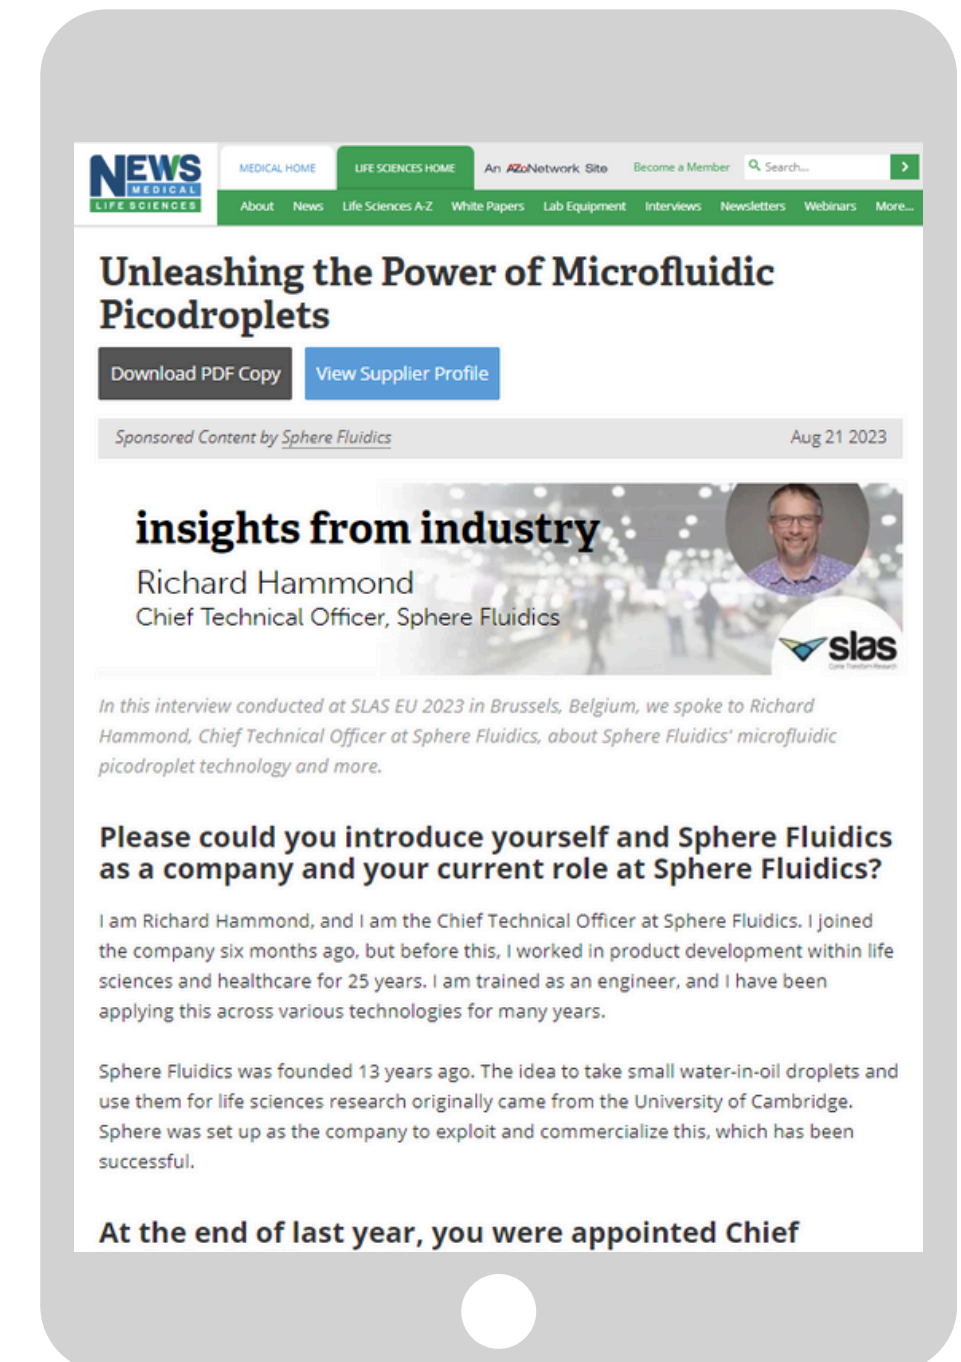 NEWS
MEDICAL
LIFE SCIENCES
MEDICAL HOME
LIFE SCIENCES HOME
An AZoNetwork Site
Become a Member
Search...
About News Life Sciences A-Z White Papers Lab Equipment Interviews Newsletters Webinars More...
Unleashing the Power of Microfluidic
Picodroplets
Download PDF Copy
View Supplier Profile
Sponsored Content by Sphere Fluidics
Aug 21 2023
insights from industry
Richard Hammond
Chief Technical Officer, Sphere Fluidics
slas
Come Transform Research
In this interview conducted at SLAS EU 2023 in Brussels, Belgium, we spoke to Richard
Hammond, Chief Technical Officer at Sphere Fluidics, about Sphere Fluidics' microfluidic
picodroplet technology and more.
Please could you introduce yourself and Sphere Fluidics
as a company and your current role at Sphere Fluidics?
I am Richard Hammond, and I am the Chief Technical Officer at Sphere Fluidics. I joined
the company six months ago, but before this, I worked in product development within life
sciences and healthcare for 25 years. I am trained as an engineer, and I have been
applying this across various technologies for many years.
Sphere Fluidics was founded 13 years ago. The idea to take small water-in-oil droplets and
use them for life sciences research originally came from the University of Cambridge.
Sphere was set up as the company to exploit and commercialize this, which has been
successful.
At the end of last year, you were appointed Chief